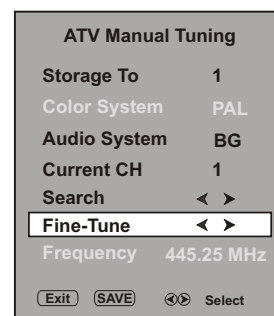 ATV Manual Tuning
Storage To 1
Color System PAL
Audio System BG
Current CH 1
Search
Fine-Tune
Frequency 445.25 MHz
Exit SAVE Select